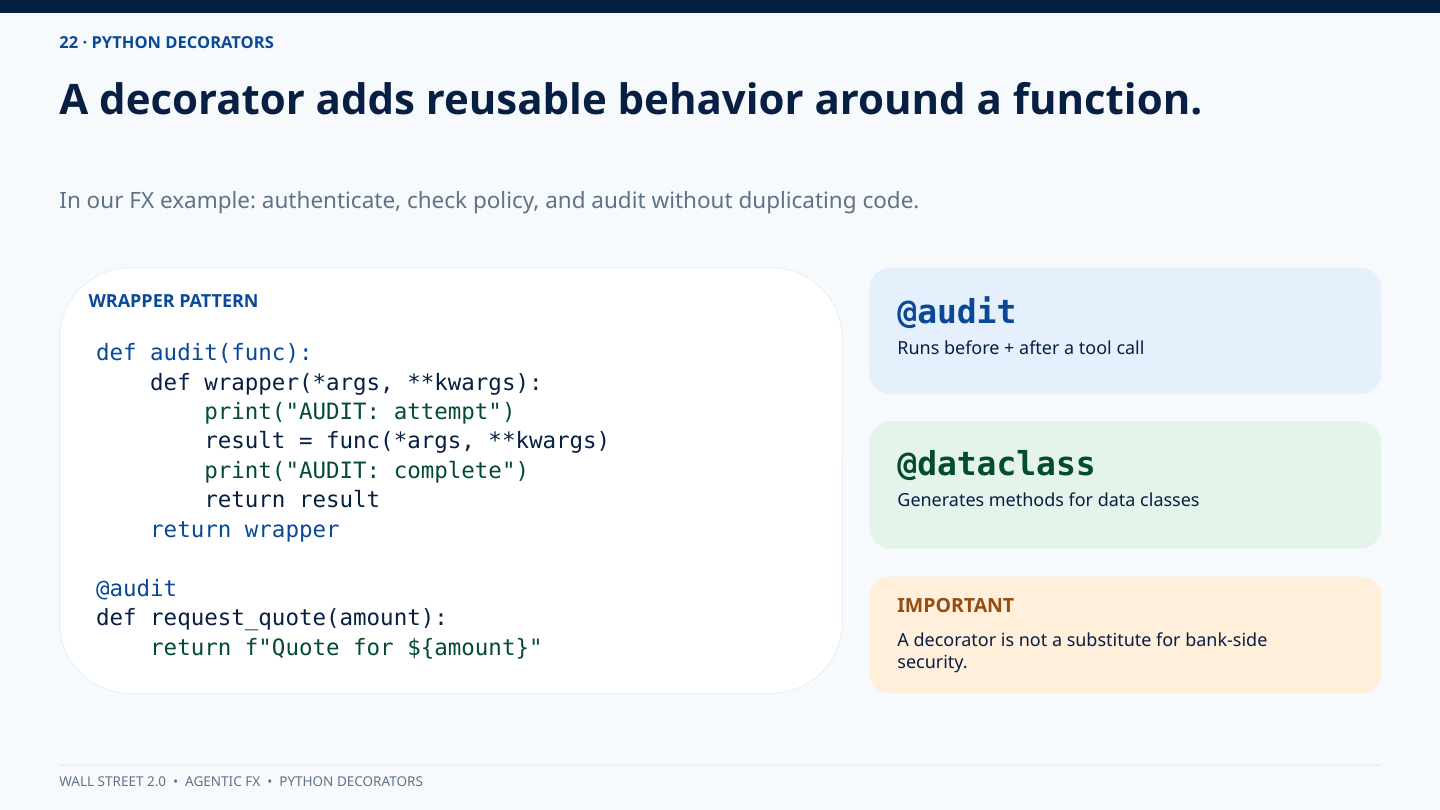 22 · PYTHON DECORATORS
A decorator adds reusable behavior around a function.
In our FX example: authenticate, check policy, and audit without duplicating code.
WRAPPER PATTERN
def audit(func):
    def wrapper(*args, **kwargs):
        print("AUDIT: attempt")
        result = func(*args, **kwargs)
        print("AUDIT: complete")
        return result
    return wrapper

@audit
def request_quote(amount):
    return f"Quote for ${amount}"
@audit
Runs before + after a tool call
@dataclass
Generates methods for data classes
IMPORTANT
A decorator is not a substitute for bank-side
security.
WALL STREET 2.0 • AGENTIC FX • PYTHON DECORATORS